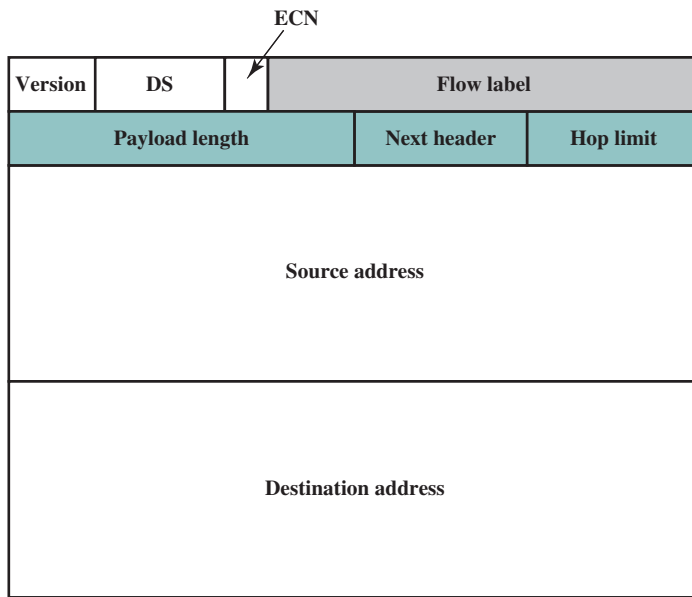 ECN
Version DS Flow label
Payload length Next header Hop limit
Source address
Destination address